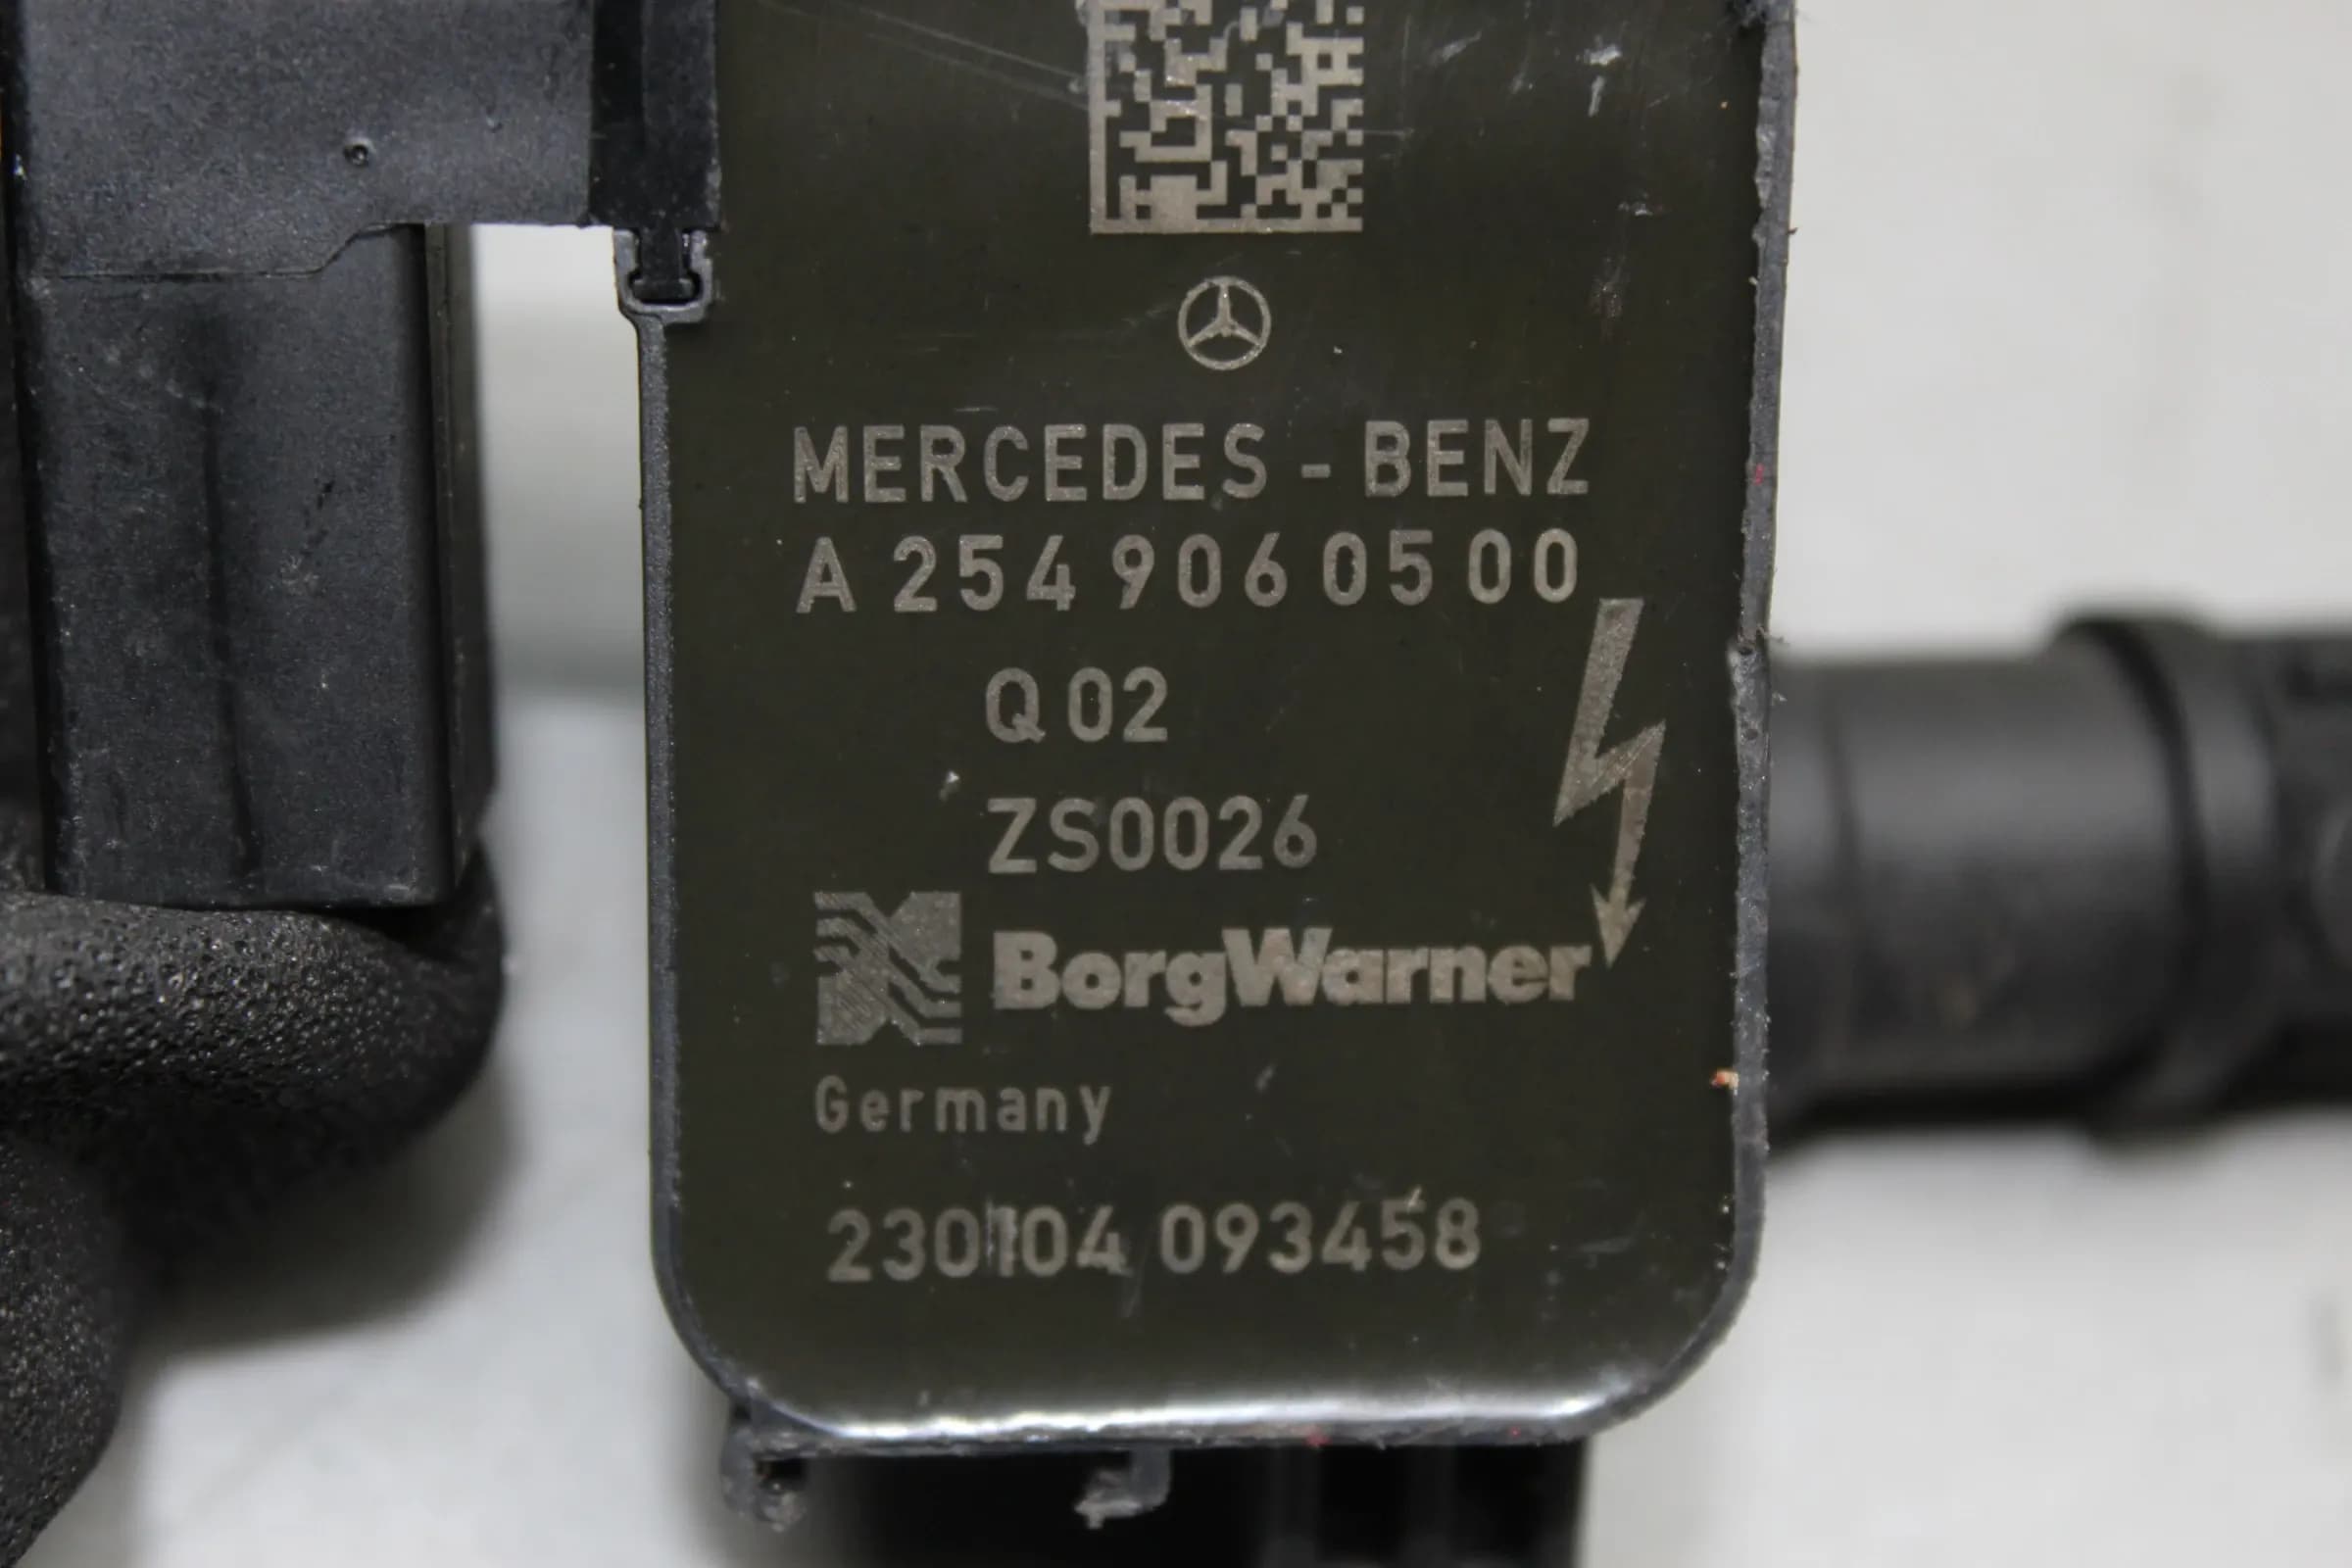 MERCEDES - BENZ
A 254 906 05 00
Q 02
ZS0026
BorgWarner
Germany
230104 093458